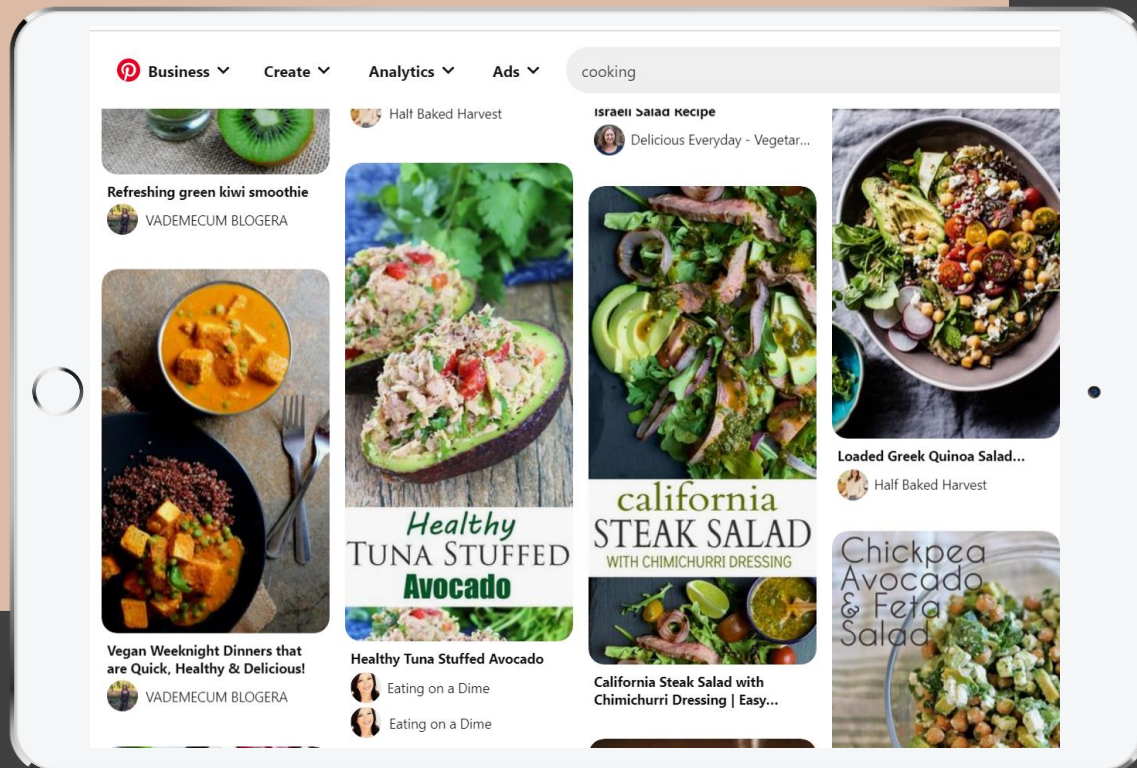 Business
Create
Analytics
Ads
cooking
Refreshing green kiwi smoothie
VADEMECUM BLOGERA
Vegan Weeknight Dinners that
are Quick, Healthy & Delicious!
VADEMECUM BLOGERA
Half Baked Harvest
Healthy
TUNA STUFFED
Avocado
Healthy Tuna Stuffed Avocado
Eating on a Dime
Eating on a Dime
Israeli Salad Recipe
Delicious Everyday - Vegetar...
california
STEAK SALAD
WITH CHIMICHURRI DRESSING
California Steak Salad with
Chimichurri Dressing | Easy...
Loaded Greek Quinoa Salad...
Half Baked Harvest
Chickpea
Avocado
& Feta
Salad